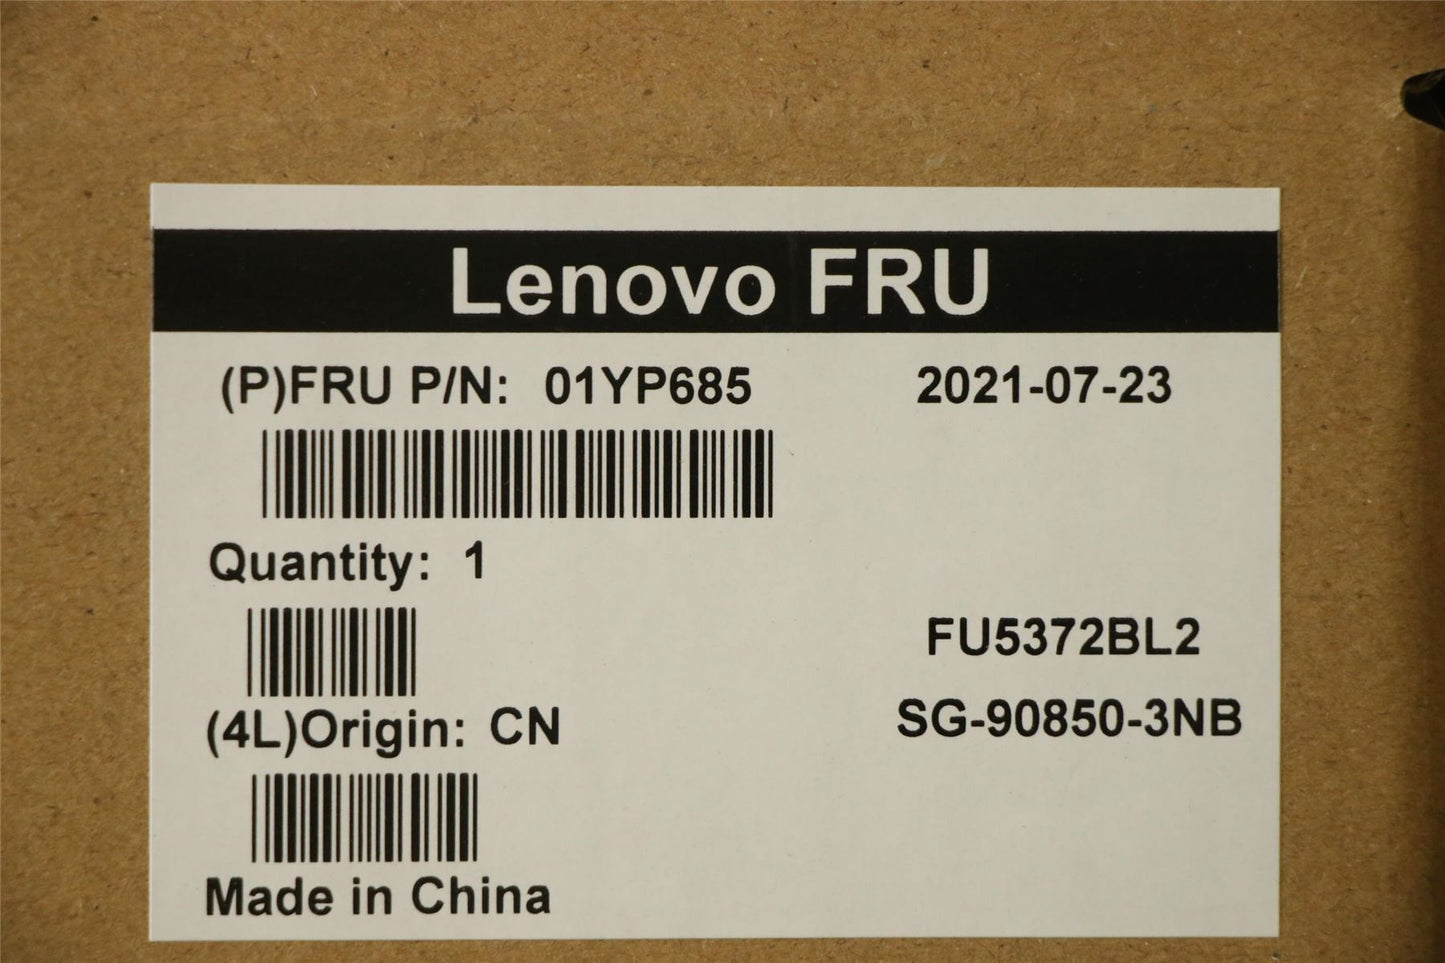 Lenovo FRU
(P)FRU P/N: 01YP685 2021-07-23
Quantity: 1
FU5372BL2
(4L)Origin: CN SG-90850-3NB
Made in China